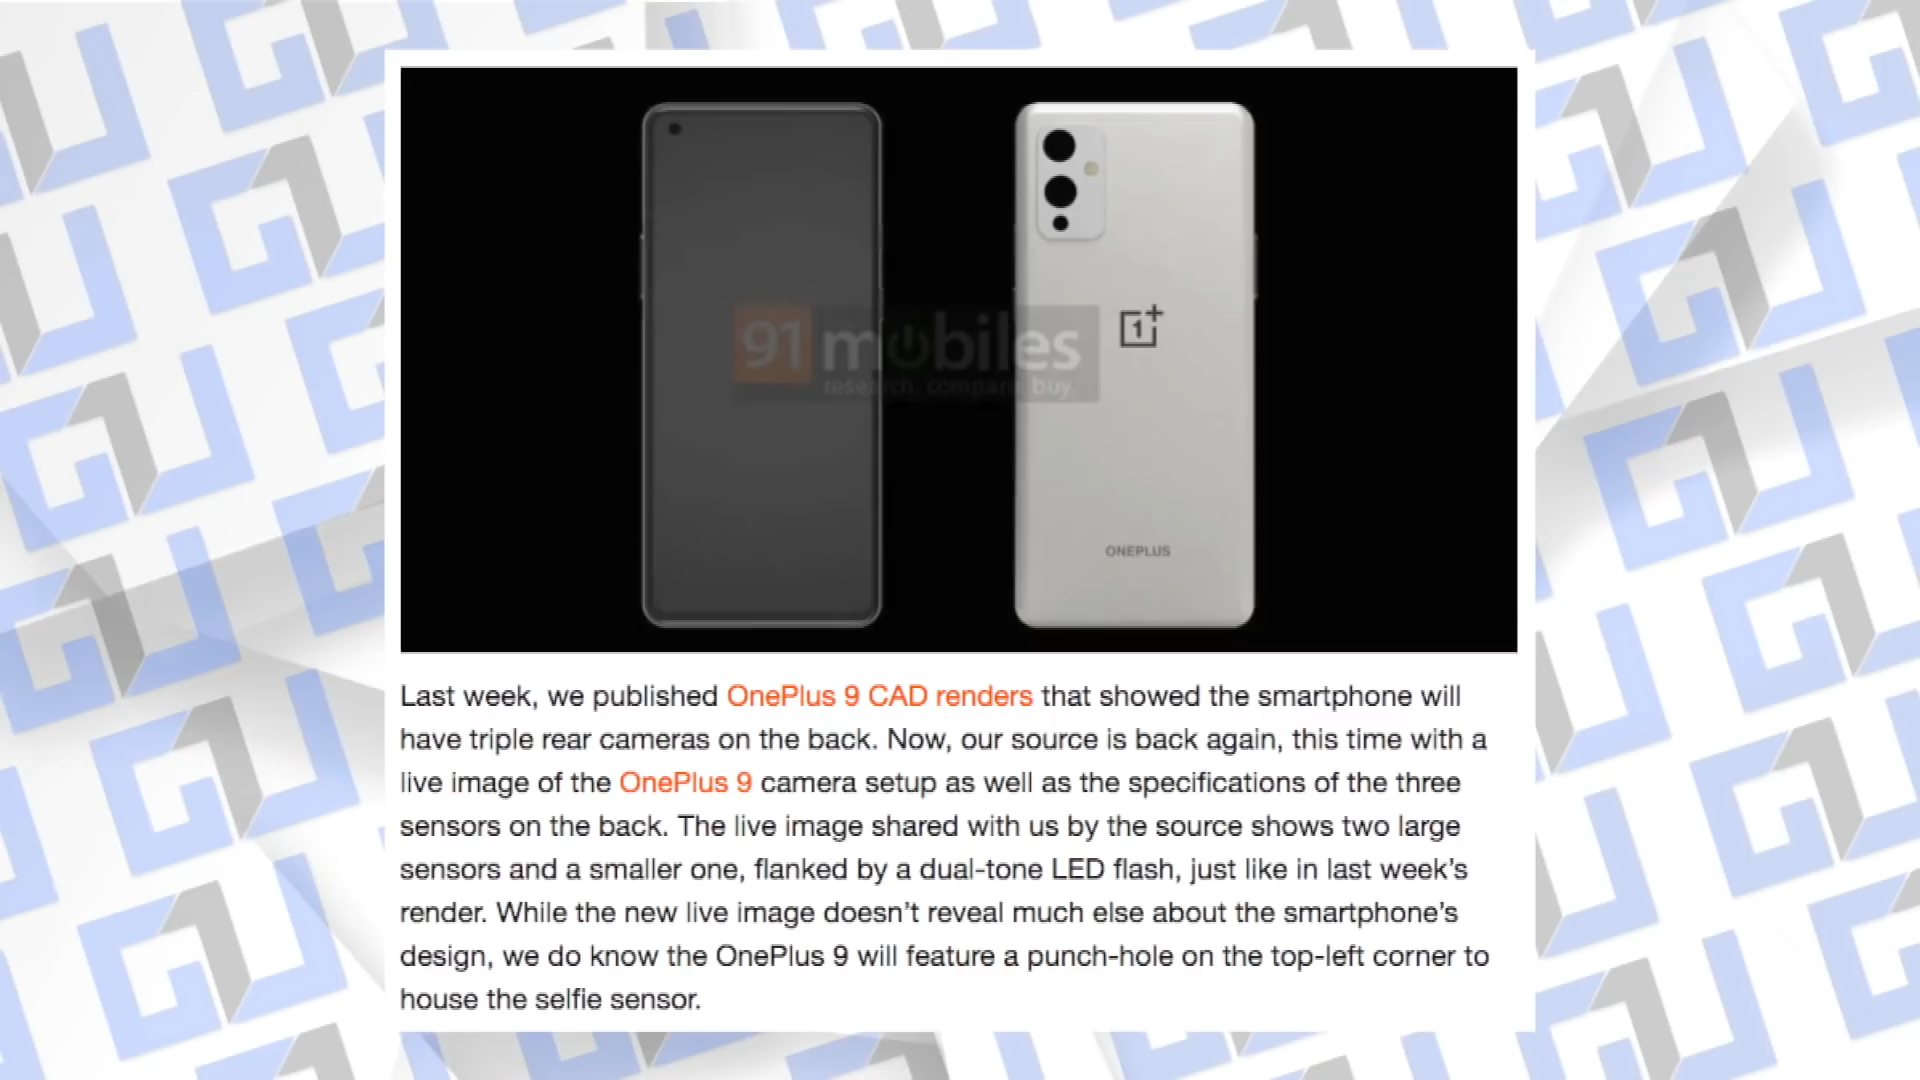 91mobiles
research. compare. buy.
1+
ONEPLUS
Last week, we published OnePlus 9 CAD renders that showed the smartphone will
have triple rear cameras on the back. Now, our source is back again, this time with a
live image of the OnePlus 9 camera setup as well as the specifications of the three
sensors on the back. The live image shared with us by the source shows two large
sensors and a smaller one, flanked by a dual-tone LED flash, just like in last week’s
render. While the new live image doesn’t reveal much else about the smartphone’s
design, we do know the OnePlus 9 will feature a punch-hole on the top-left corner to
house the selfie sensor.